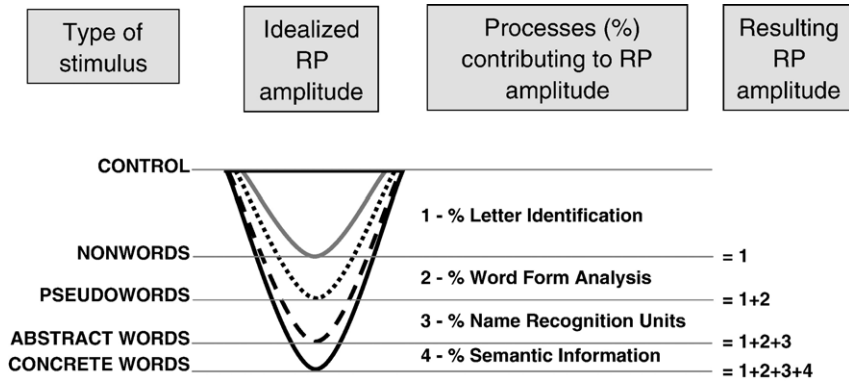 Type of
stimulus
Idealized
RP
amplitude
Processes (%)
contributing to RP
amplitude
Resulting
RP
amplitude
CONTROL
1 - % Letter Identification
NONWORDS
= 1
2 - % Word Form Analysis
PSEUDOWORDS
= 1+2
3 - % Name Recognition Units
ABSTRACT WORDS
= 1+2+3
4 - % Semantic Information
CONCRETE WORDS
= 1+2+3+4